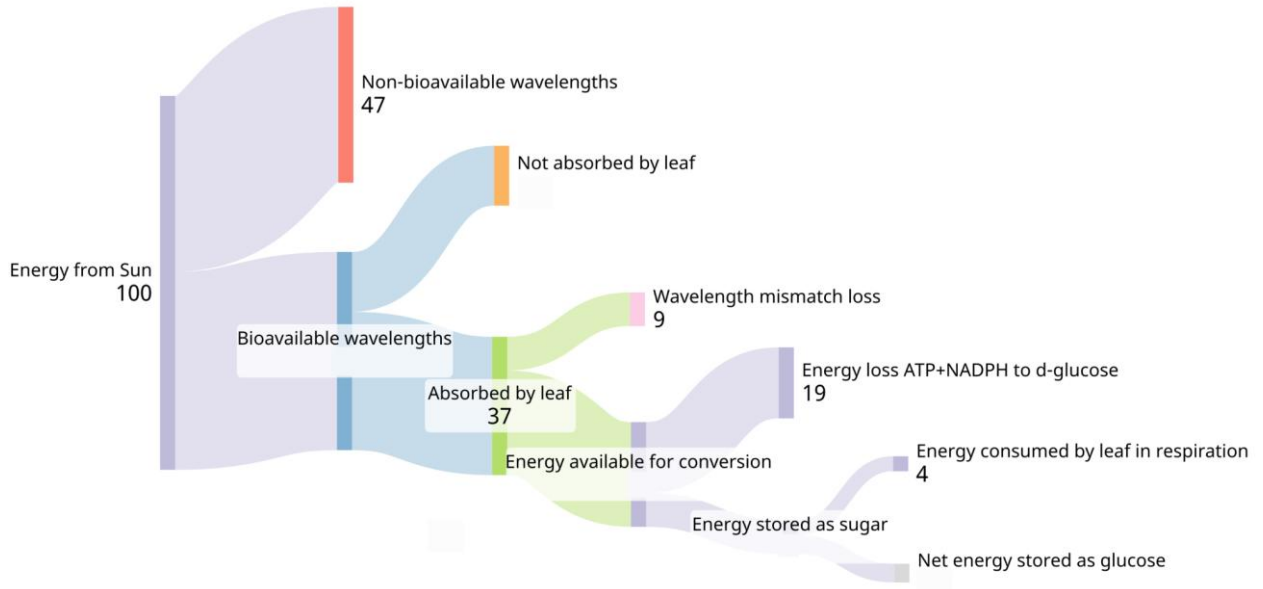 Non-bioavailable wavelengths
47
Not absorbed by leaf
Energy from Sun
100
Wavelength mismatch loss
9
Bioavailable wavelengths
Energy loss ATP+NADPH to d-glucose
19
Absorbed by leaf
37
Energy consumed by leaf in respiration
4
Energy available for conversion
Energy stored as sugar
Net energy stored as glucose